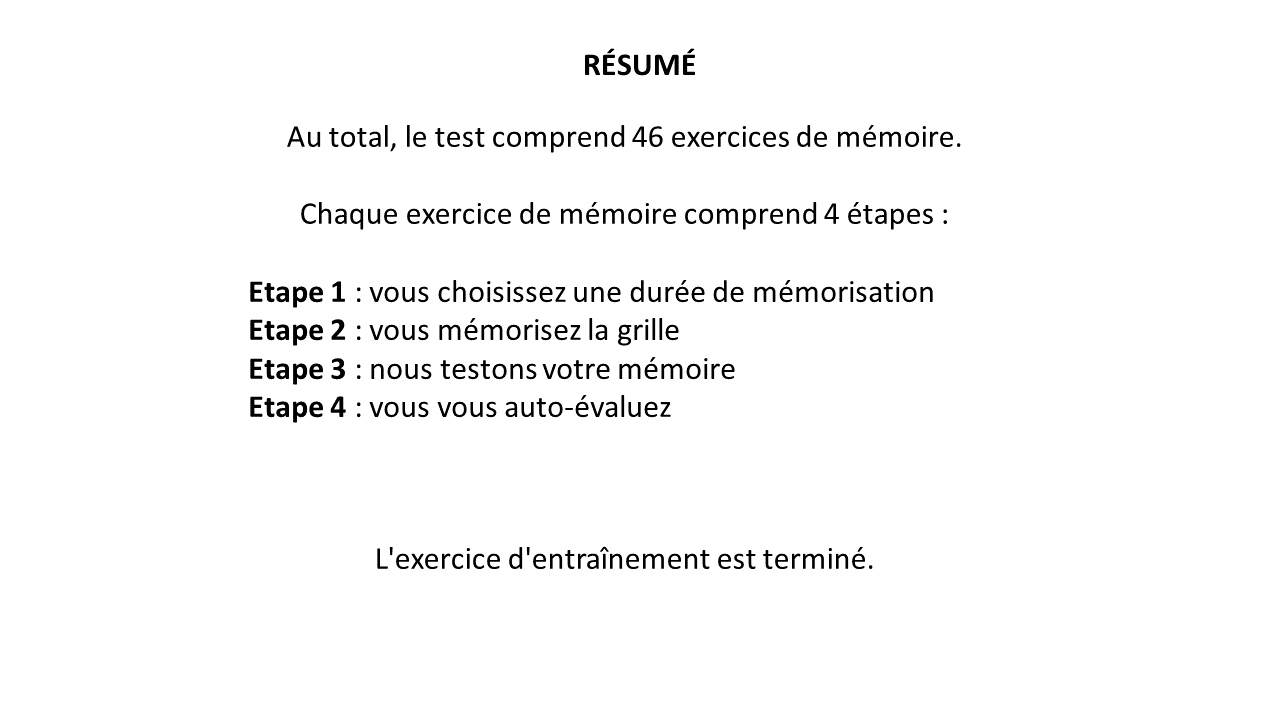 RÉSUMÉ
Au total, le test comprend 46 exercices de mémoire.
Chaque exercice de mémoire comprend 4 étapes :
Etape 1 : vous choisissez une durée de mémorisation
Etape 2 : vous mémorisez la grille
Etape 3 : nous testons votre mémoire
Etape 4 : vous vous auto-évaluez
L'exercice d'entraînement est terminé.